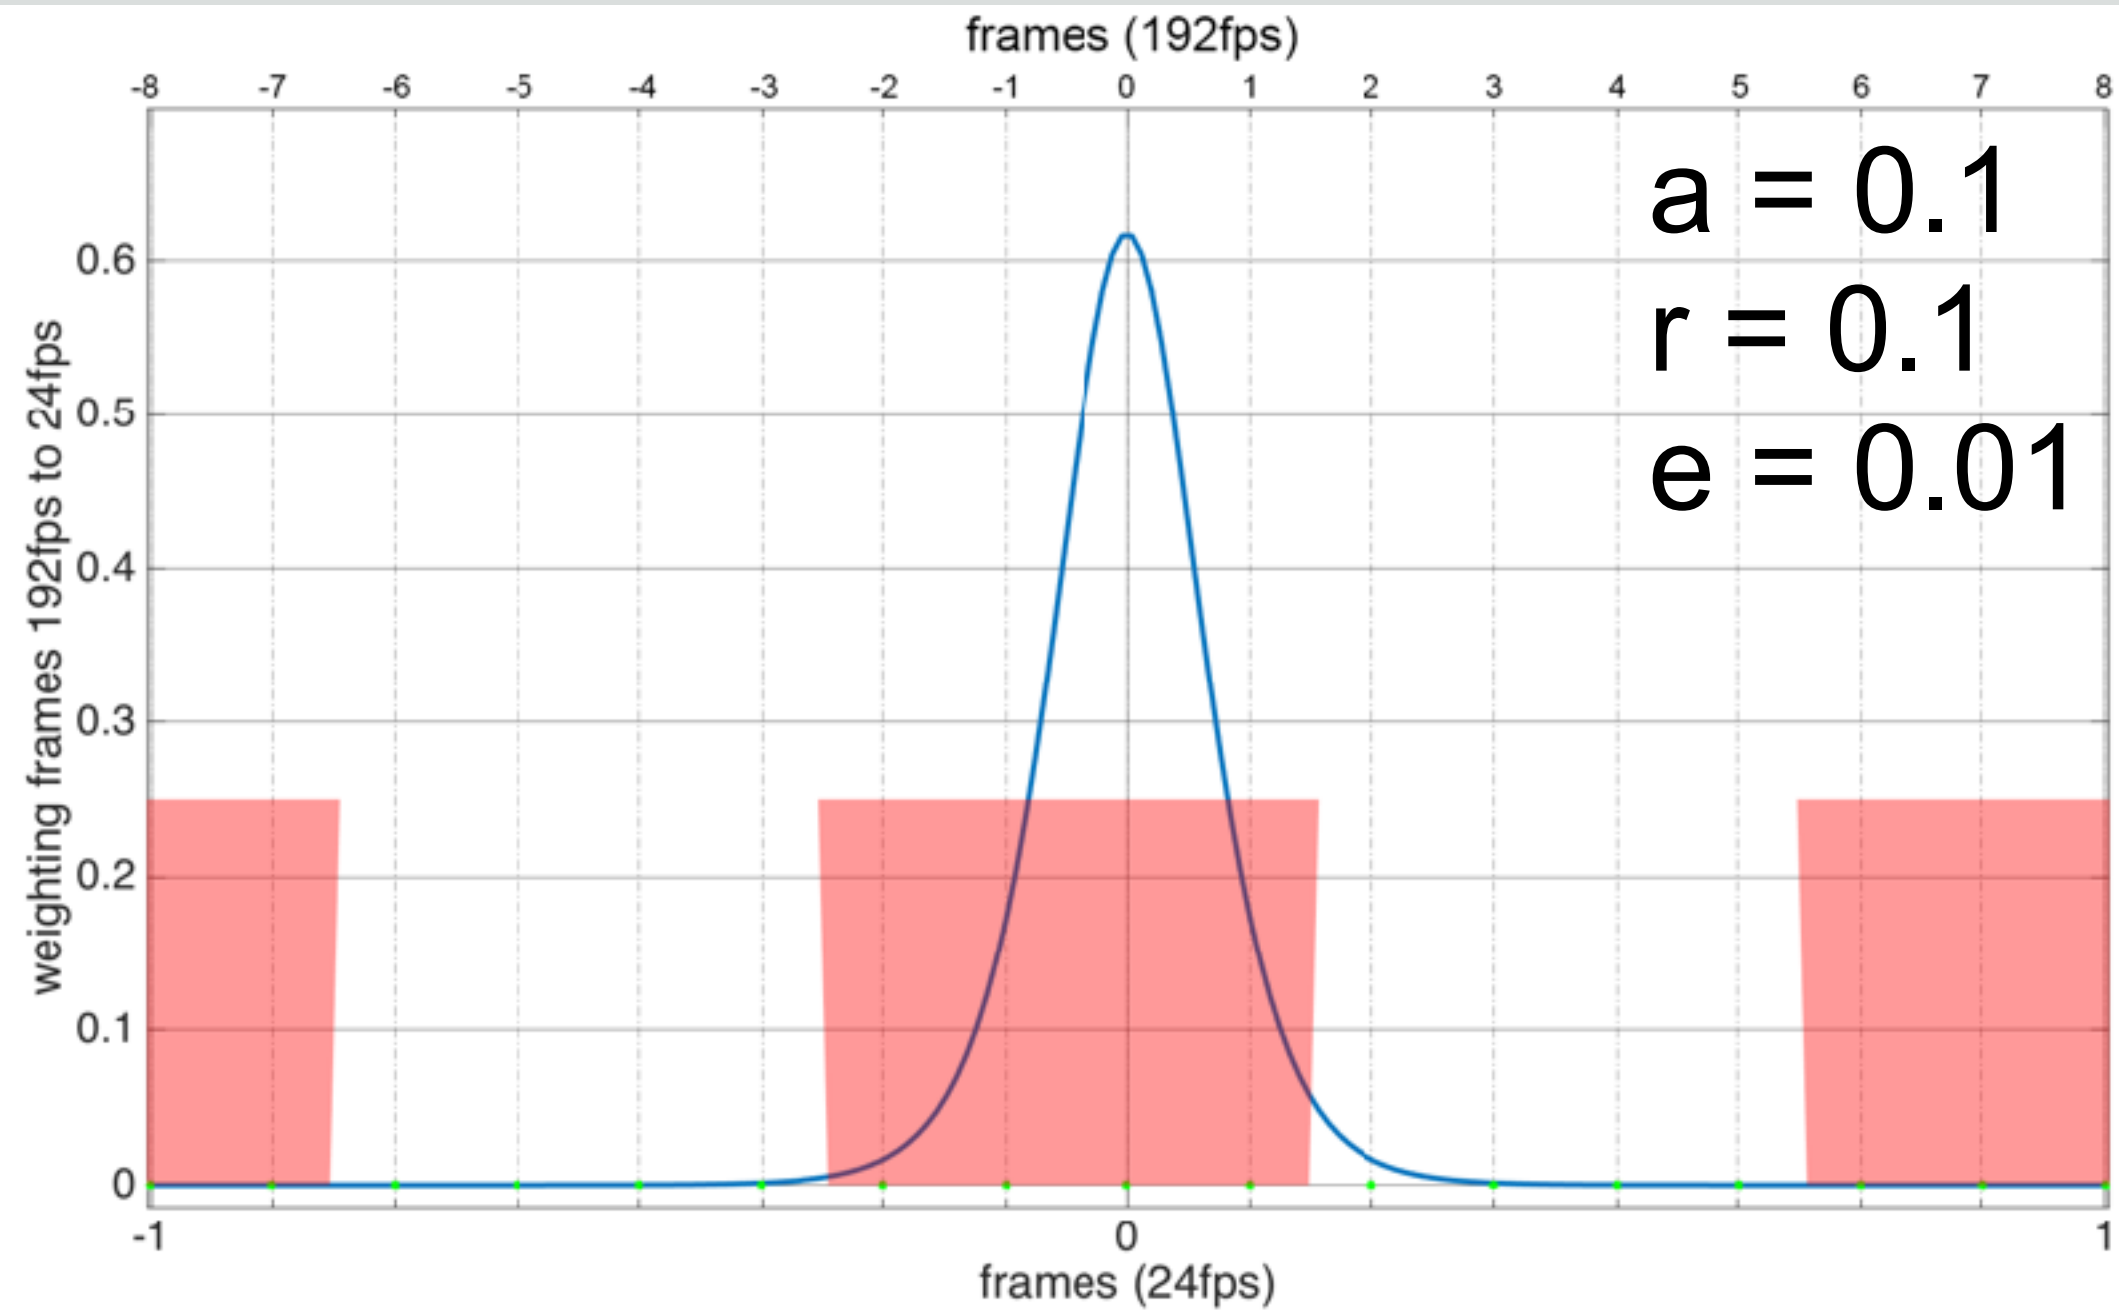 frames (192fps)
-8 -7 -6 -5 -4 -3 -2 -1 0 1 2 3 4 5 6 7 8
a = 0.1
r = 0.1
e = 0.01
weighting frames 192fps to 24fps
0.6
0.5
0.4
0.3
0.2
0.1
0
-1 0 1
frames (24fps)